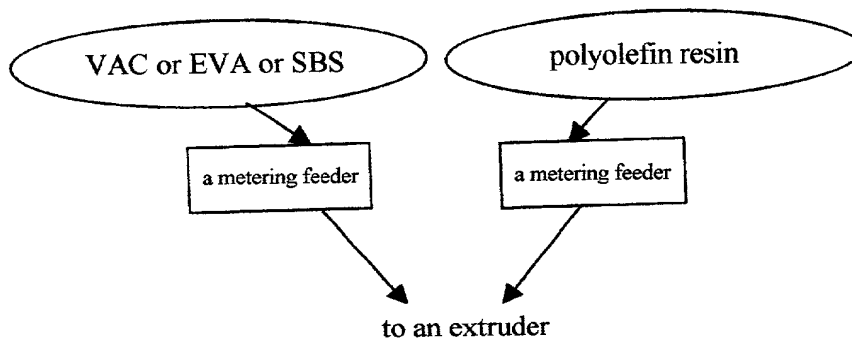 VAC or EVA or SBS
polyolefin resin
a metering feeder
a metering feeder
to an extruder